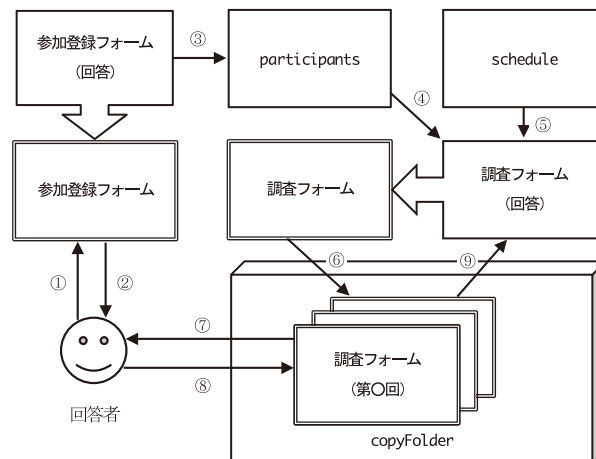 参加登録フォーム
(回答)
③
participants
schedule
④
⑤
参加登録フォーム
調査フォーム
調査フォーム
(回答)
①
②
⑥
⑨
⑦
⑧
調査フォーム
(第〇回)
回答者
copyFolder